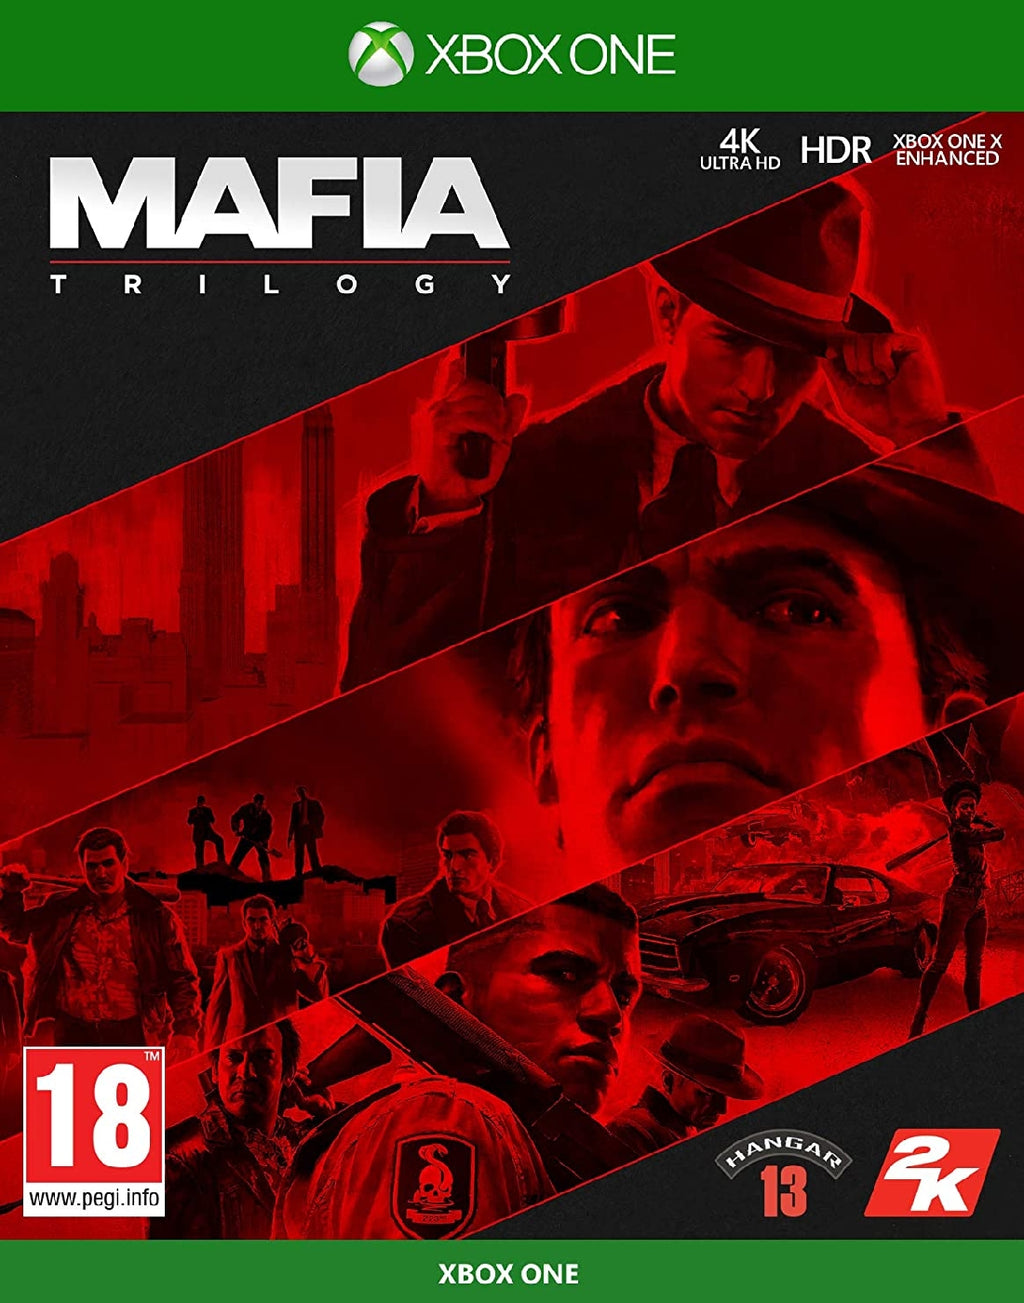 XBOX ONE
4K
ULTRA HD
HDR
XBOX ONE X
ENHANCED
MAFIA
TRILOGY
18
TM
www.pegi.info
HANGAR
13
2K
XBOX ONE